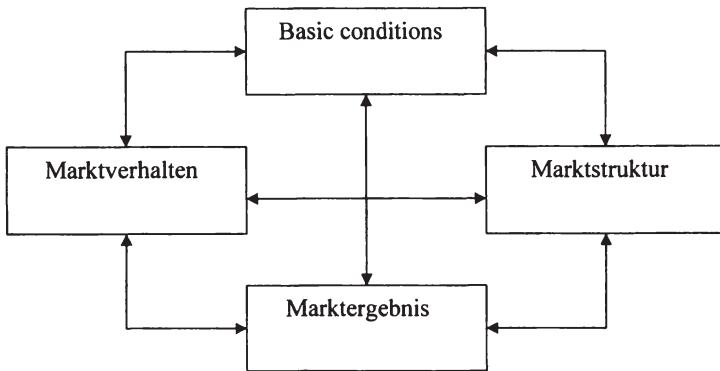 Basic conditions
Marktverhalten
Marktstruktur
Marktergebnis